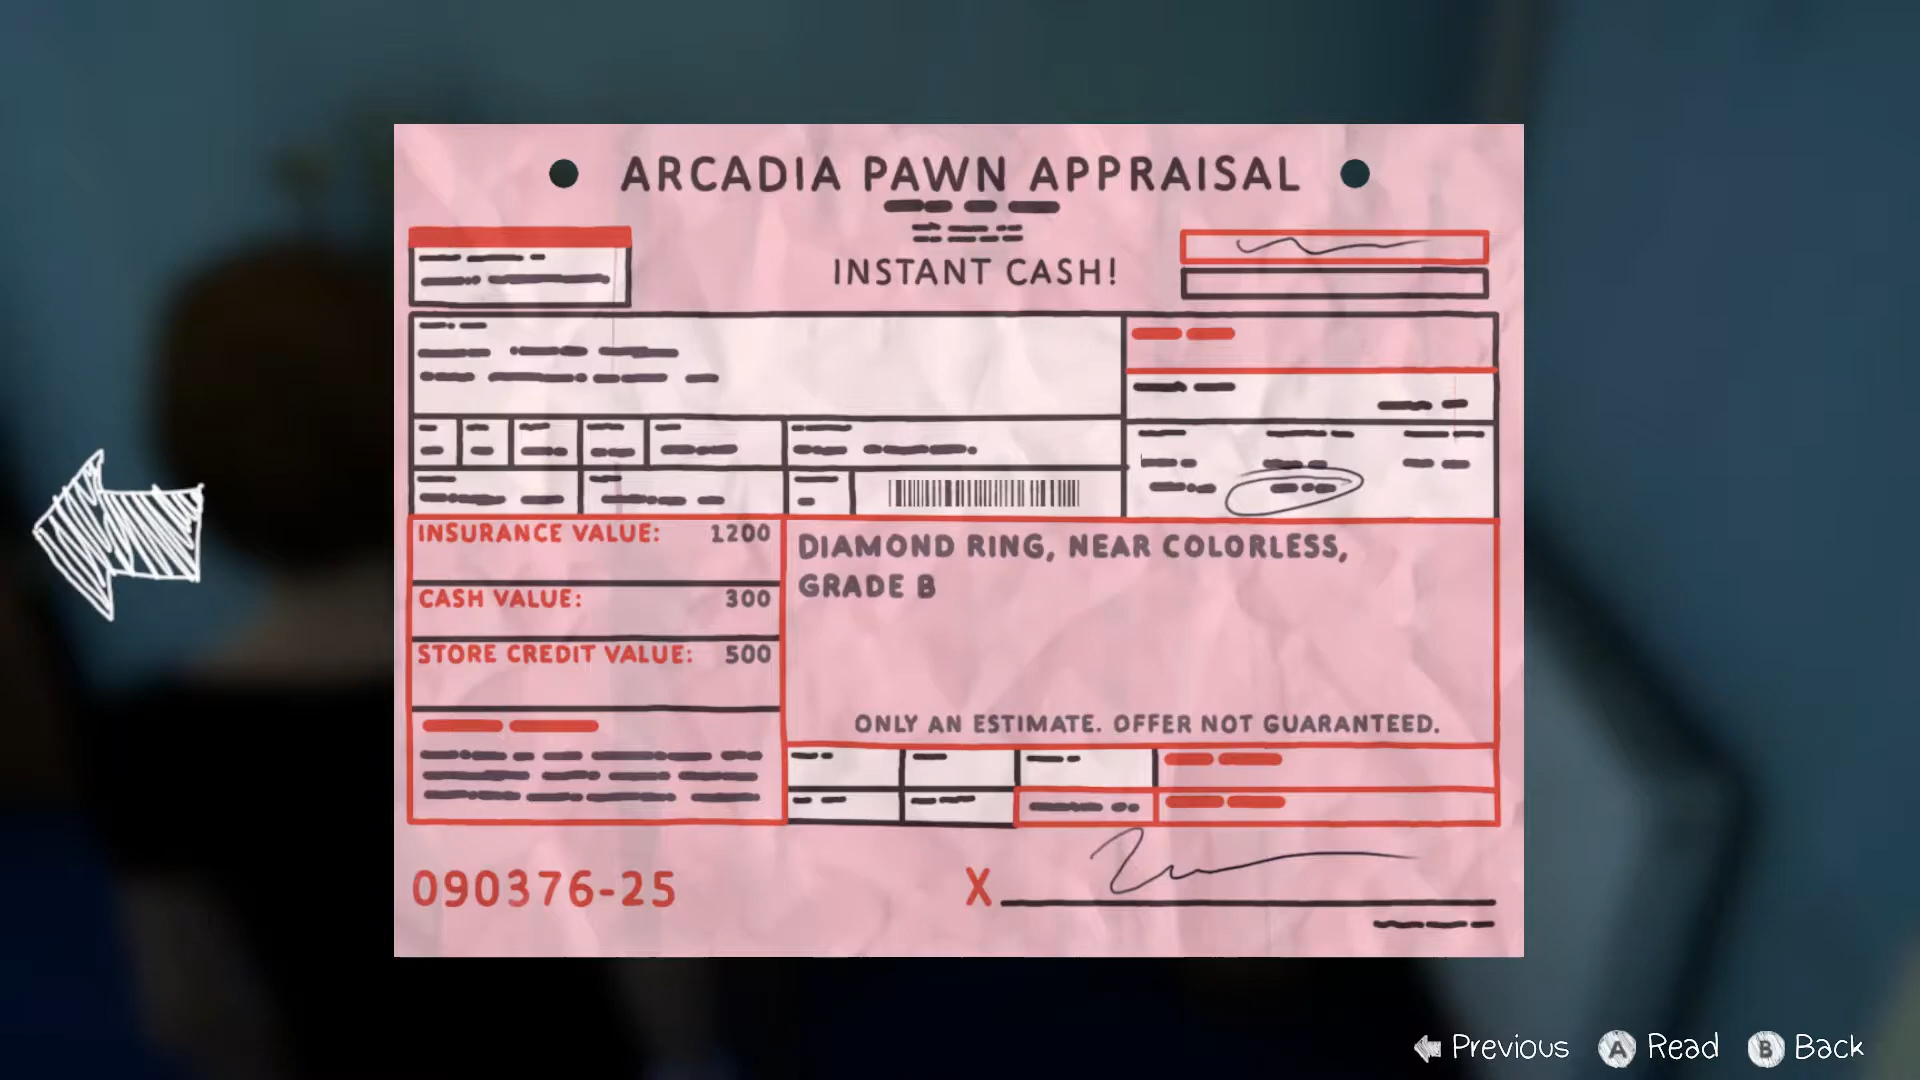 ARCADIA PAWN APPRAISAL
INSTANT CASH!
INSURANCE VALUE: 1200
CASH VALUE: 300
STORE CREDIT VALUE: 500
DIAMOND RING, NEAR COLORLESS,
GRADE B
ONLY AN ESTIMATE. OFFER NOT GUARANTEED.
090376-25
X
Previous A Read B Back